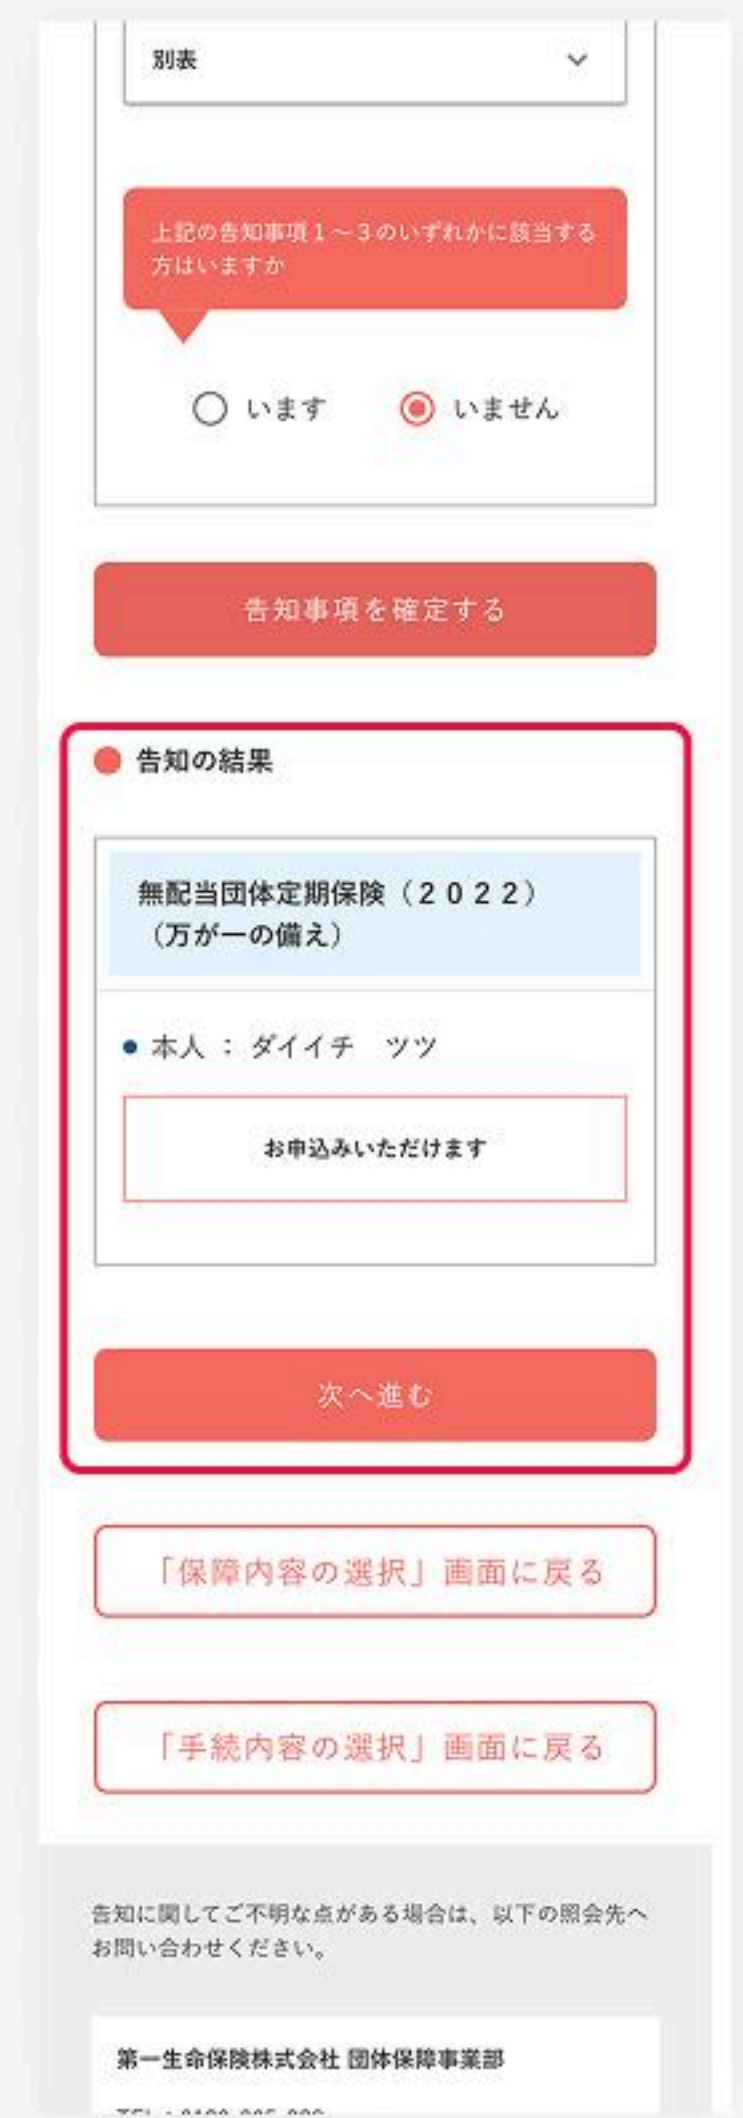 別表
上記の告知事項１～３のいずれかに該当する
方はいますか
います いません
告知事項を確定する
告知の結果
無配当団体定期保険（２０２２）
（万が一の備え）
本人 ： ダイイチ　ツツ
お申込みいただけます
次へ進む
「保障内容の選択」画面に戻る
「手続内容の選択」画面に戻る
告知に関してご不明な点がある場合は、以下の照会先へ
お問い合わせください。
第一生命保険株式会社 団体保障事業部